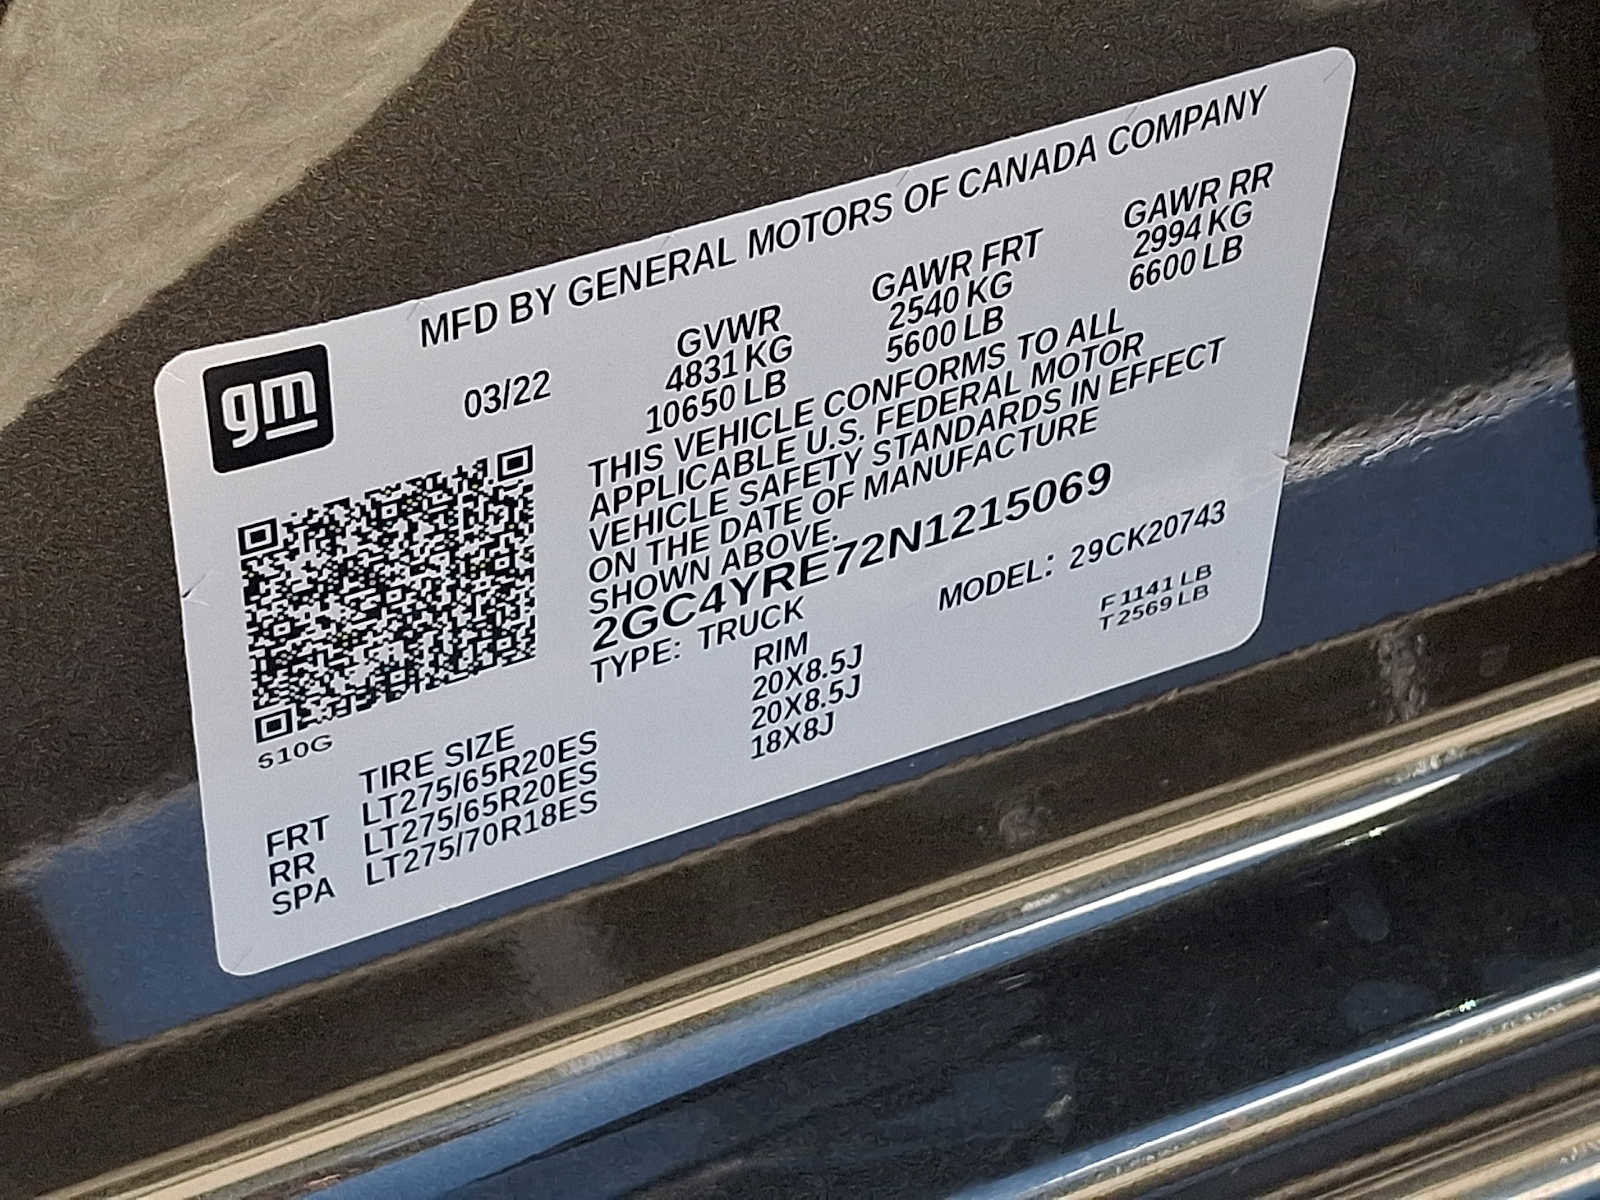 MFD BY GENERAL MOTORS OF CANADA COMPANY
gm
03/22
GVWR
4831 KG
10650 LB
GAWR FRT
2540 KG
5600 LB
GAWR RR
2994 KG
6600 LB
THIS VEHICLE CONFORMS TO ALL
APPLICABLE U.S. FEDERAL MOTOR
VEHICLE SAFETY STANDARDS IN EFFECT
ON THE DATE OF MANUFACTURE
SHOWN ABOVE.
2GC4YRE72N1215069
TYPE: TRUCK
MODEL: 29CK20743
F 1141 LB
T 2569 LB
S10G
TIRE SIZE RIM
FRT LT275/65R20ES 20X8.5J
RR LT275/65R20ES 20X8.5J
SPA LT275/70R18ES 18X8J